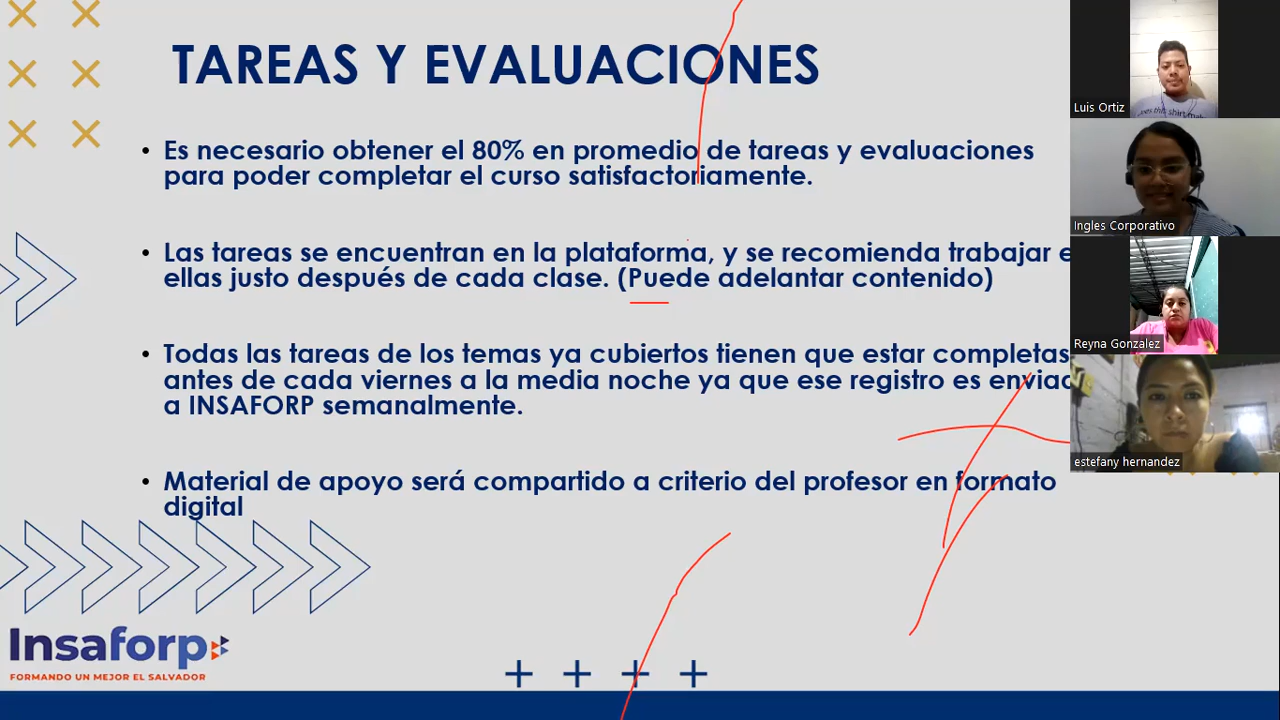 TAREAS Y EVALUACIONES
• Es necesario obtener el 80% en promedio de tareas y evaluaciones
para poder completar el curso satisfactoriamente.
• Las tareas se encuentran en la plataforma, y se recomienda trabajar e
ellas justo después de cada clase. (Puede adelantar contenido)
• Todas las tareas de los temas ya cubiertos tienen que estar completas
antes de cada viernes a la media noche ya que ese registro es enviad
a INSAFORP semanalmente.
• Material de apoyo será compartido a criterio del profesor en formato
digital
Insaforp
FORMANDO UN MEJOR EL SALVADOR
Luis Ortiz
Ingles Corporativo
Reyna Gonzalez
estefany hernandez